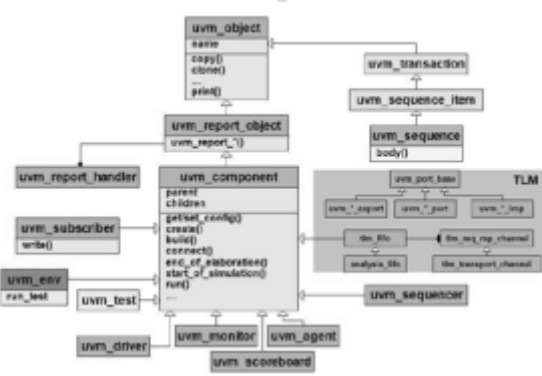 uvm_object
name
copy()
clone()
...
print()
uvm_transaction
uvm_sequence_item
uvm_sequence
body()
uvm_report_object
uvm_report_*()
uvm_report_handler
uvm_component
parent
children
get/set_config()
create()
build()
connect()
end_of_elaboration()
start_of_simulation()
run()
...
TLM
uvm_port_base
uvm_*_export
uvm_*_port
uvm_*_imp
tlm_fifo
tlm_req_rsp_channel
analysis_fifo
tlm_transport_channel
uvm_subscriber
write()
uvm_env
run_test
uvm_test
uvm_sequencer
uvm_driver
uvm_monitor
uvm_agent
uvm_scoreboard